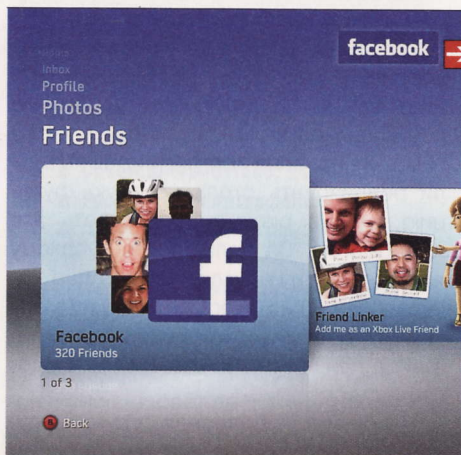 facebook
Inbox
Profile
Photos
Friends
f
Facebook
320 Friends
Friend Linker
Add me as an Xbox Live Friend
1 of 3
B Back